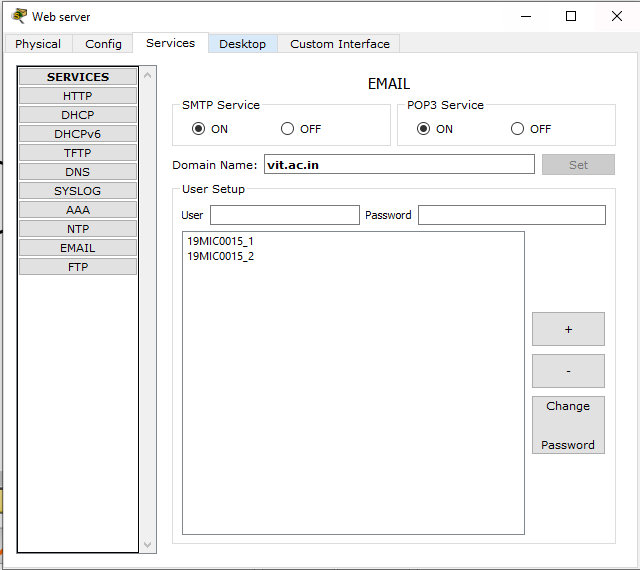 Web server
Physical Config Services Desktop Custom Interface
SERVICES
HTTP
DHCP
DHCPv6
TFTP
DNS
SYSLOG
AAA
NTP
EMAIL
FTP
EMAIL
SMTP Service
ON OFF
POP3 Service
ON OFF
Domain Name: vit.ac.in Set
User Setup
User Password
19MIC0015_1
19MIC0015_2
+
-
Change
Password